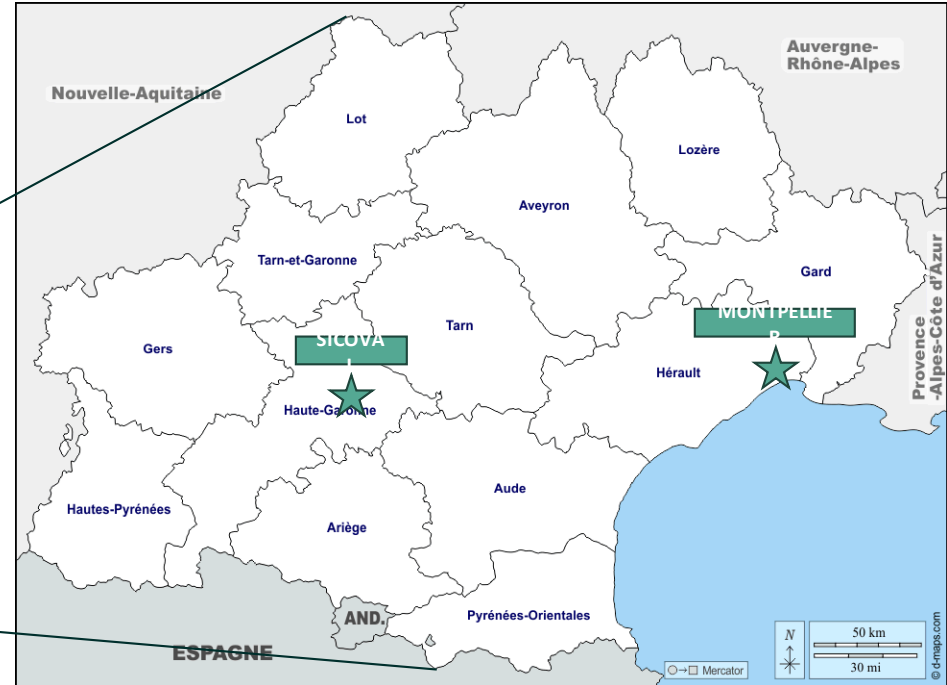 Auvergne-
Rhône-Alpes
Nouvelle-Aquitaine
Lot
Lozère
Aveyron
Tarn-et-Garonne
Gard
Provence
-Alpes-Côte d'Azur
MONTPELLIE
R
Tarn
SICOVA
L
Gers
Hérault
Haute-Garonne
Aude
Hautes-Pyrénées
Ariège
Pyrénées-Orientales
AND.
ESPAGNE
N
50 km
30 mi
Mercator
© d-maps.com